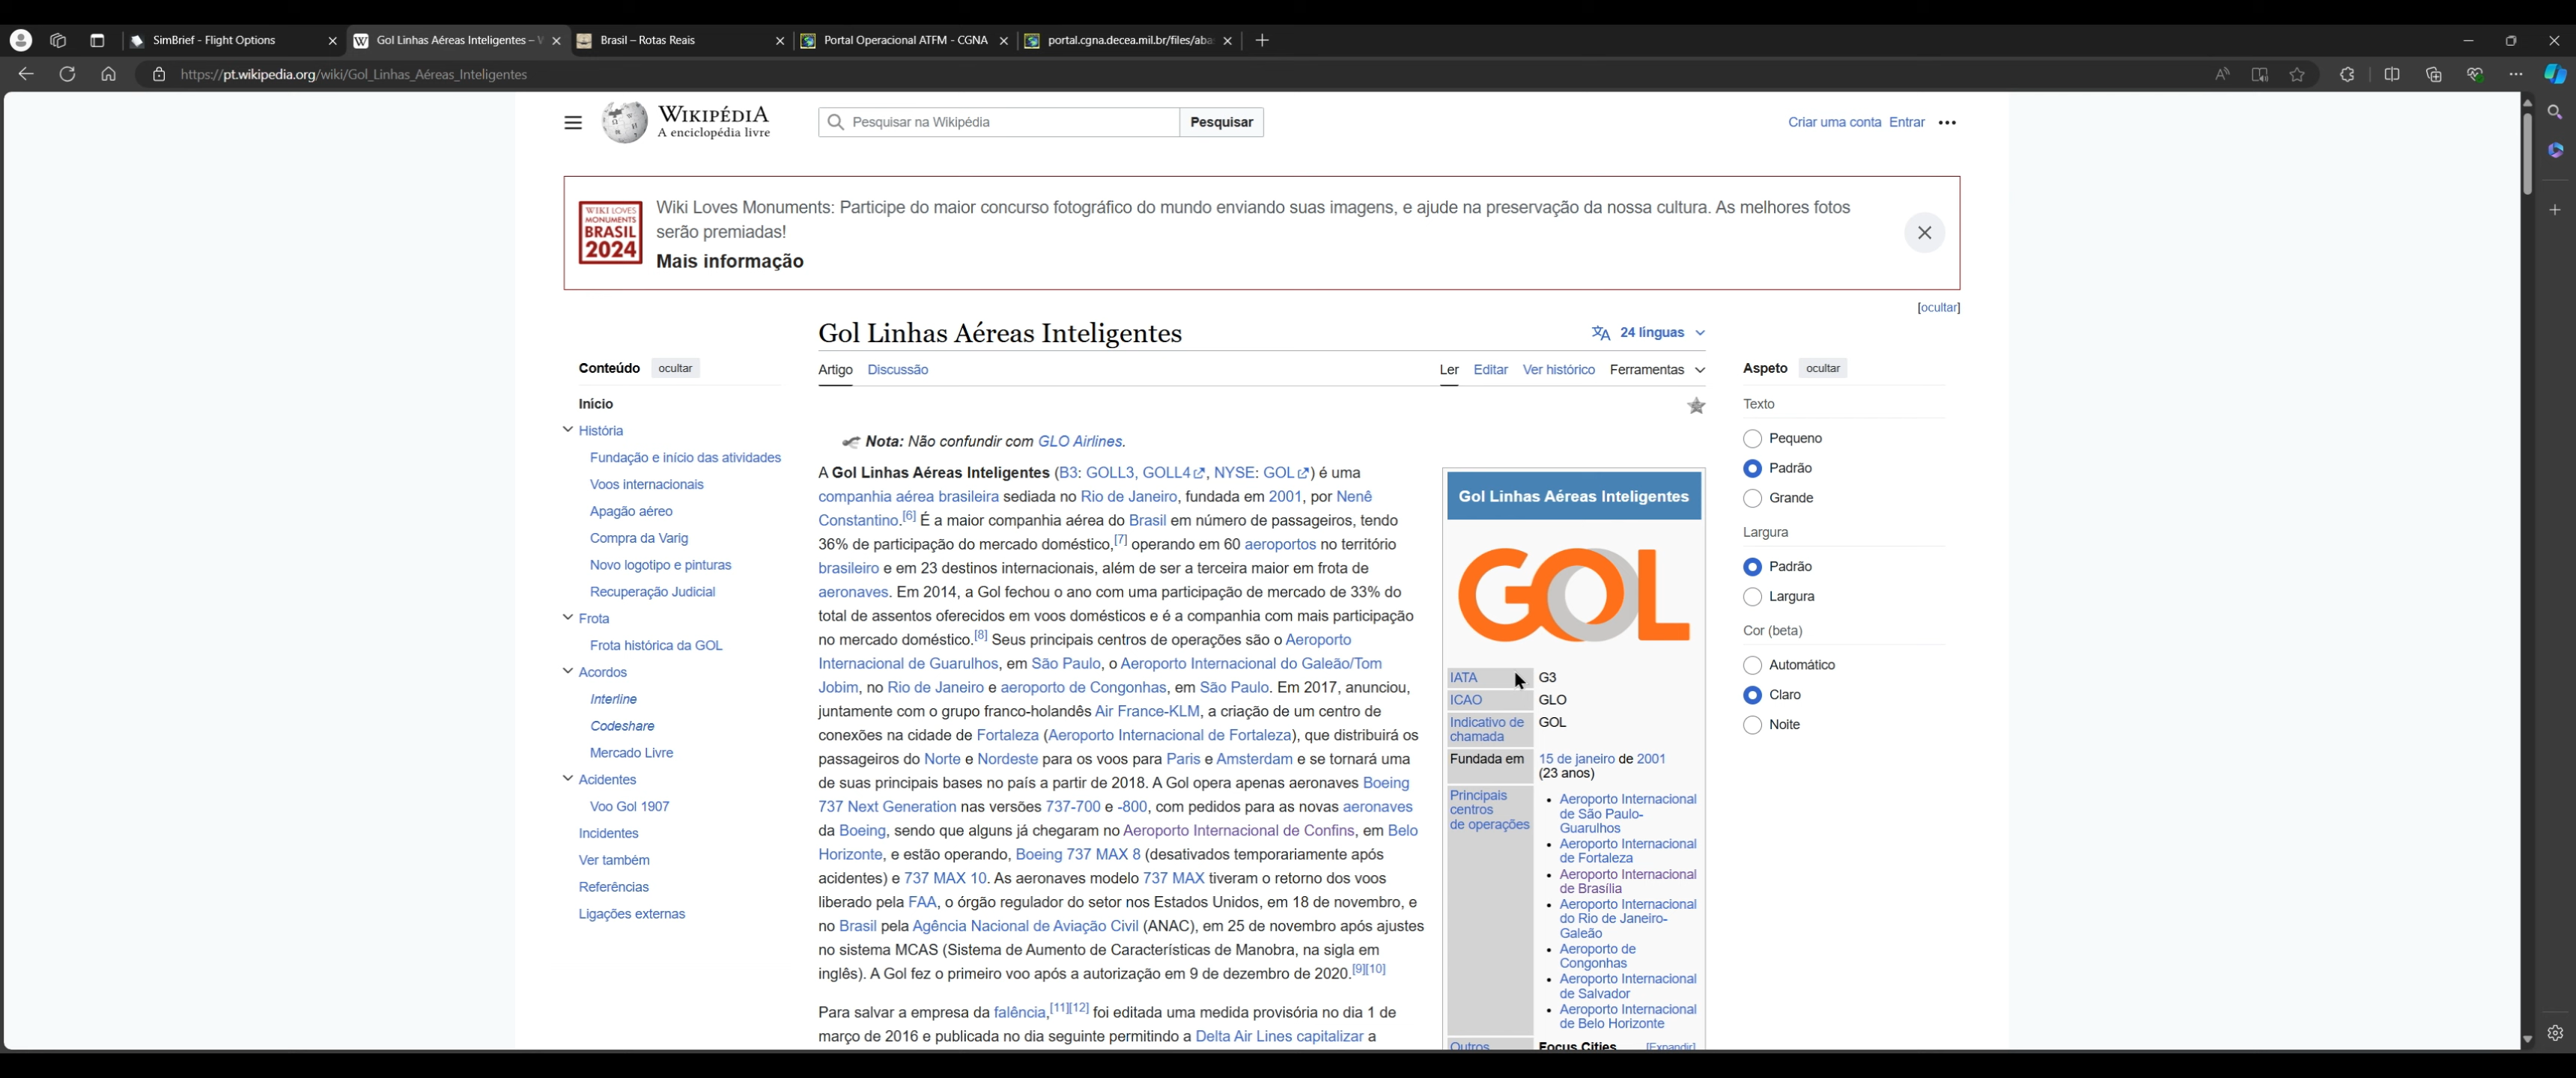 SimBrief - Flight Options
Gol Linhas Aéreas Inteligentes –
Brasil – Rotas Reais
Portal Operacional ATFM - CGNA
portal.cgna.decea.mil.br/files/aba
https://pt.wikipedia.org/wiki/Gol_Linhas_Aéreas_Inteligentes
WIKIPÉDIA
A enciclopédia livre
Pesquisar na Wikipédia
Pesquisar
Criar uma conta Entrar
WIKI LOVES
MONUMENTS
BRASIL
2024
Wiki Loves Monuments: Participe do maior concurso fotográfico do mundo enviando suas imagens, e ajude na preservação da nossa cultura. As melhores fotos
serão premiadas!
Mais informação
[ocultar]
Gol Linhas Aéreas Inteligentes
24 línguas
Artigo Discussão
Ler Editar Ver histórico Ferramentas
Conteúdo ocultar
Início
História
Fundação e início das atividades
Voos internacionais
Apagão aéreo
Compra da Varig
Novo logotipo e pinturas
Recuperação Judicial
Frota
Frota histórica da GOL
Acordos
Interline
Codeshare
Mercado Livre
Acidentes
Voo Gol 1907
Incidentes
Ver também
Referências
Ligações externas
Nota: Não confundir com GLO Airlines.
A Gol Linhas Aéreas Inteligentes (B3: GOLL3, GOLL4, NYSE: GOL) é uma
companhia aérea brasileira sediada no Rio de Janeiro, fundada em 2001, por Nenê
Constantino.[6] É a maior companhia aérea do Brasil em número de passageiros, tendo
36% de participação do mercado doméstico,[7] operando em 60 aeroportos no território
brasileiro e em 23 destinos internacionais, além de ser a terceira maior em frota de
aeronaves. Em 2014, a Gol fechou o ano com uma participação de mercado de 33% do
total de assentos oferecidos em voos domésticos e é a companhia com mais participação
no mercado doméstico.[8] Seus principais centros de operações são o Aeroporto
Internacional de Guarulhos, em São Paulo, o Aeroporto Internacional do Galeão/Tom
Jobim, no Rio de Janeiro e aeroporto de Congonhas, em São Paulo. Em 2017, anunciou,
juntamente com o grupo franco-holandês Air France-KLM, a criação de um centro de
conexões na cidade de Fortaleza (Aeroporto Internacional de Fortaleza), que distribuirá os
passageiros do Norte e Nordeste para os voos para Paris e Amsterdam e se tornará uma
de suas principais bases no país a partir de 2018. A Gol opera apenas aeronaves Boeing
737 Next Generation nas versões 737-700 e -800, com pedidos para as novas aeronaves
da Boeing, sendo que alguns já chegaram no Aeroporto Internacional de Confins, em Belo
Horizonte, e estão operando, Boeing 737 MAX 8 (desativados temporariamente após
acidentes) e 737 MAX 10. As aeronaves modelo 737 MAX tiveram o retorno dos voos
liberado pela FAA, o órgão regulador do setor nos Estados Unidos, em 18 de novembro, e
no Brasil pela Agência Nacional de Aviação Civil (ANAC), em 25 de novembro após ajustes
no sistema MCAS (Sistema de Aumento de Características de Manobra, na sigla em
inglês). A Gol fez o primeiro voo após a autorização em 9 de dezembro de 2020.[9][10]
Para salvar a empresa da falência,[11][12] foi editada uma medida provisória no dia 1 de
março de 2016 e publicada no dia seguinte permitindo a Delta Air Lines capitalizar a
Gol Linhas Aéreas Inteligentes
GOL
IATA G3
ICAO GLO
Indicativo de GOL
chamada
Fundada em 15 de janeiro de 2001
(23 anos)
Principais
centros
de operações
Aeroporto Internacional
de São Paulo-
Guarulhos
Aeroporto Internacional
de Fortaleza
Aeroporto Internacional
de Brasília
Aeroporto Internacional
do Rio de Janeiro-
Galeão
Aeroporto de
Congonhas
Aeroporto Internacional
de Salvador
Aeroporto Internacional
de Belo Horizonte
Outros Focus Cities [Expandir]
Aspeto ocultar
Texto
Pequeno
Padrão
Grande
Largura
Padrão
Largura
Cor (beta)
Automático
Claro
Noite